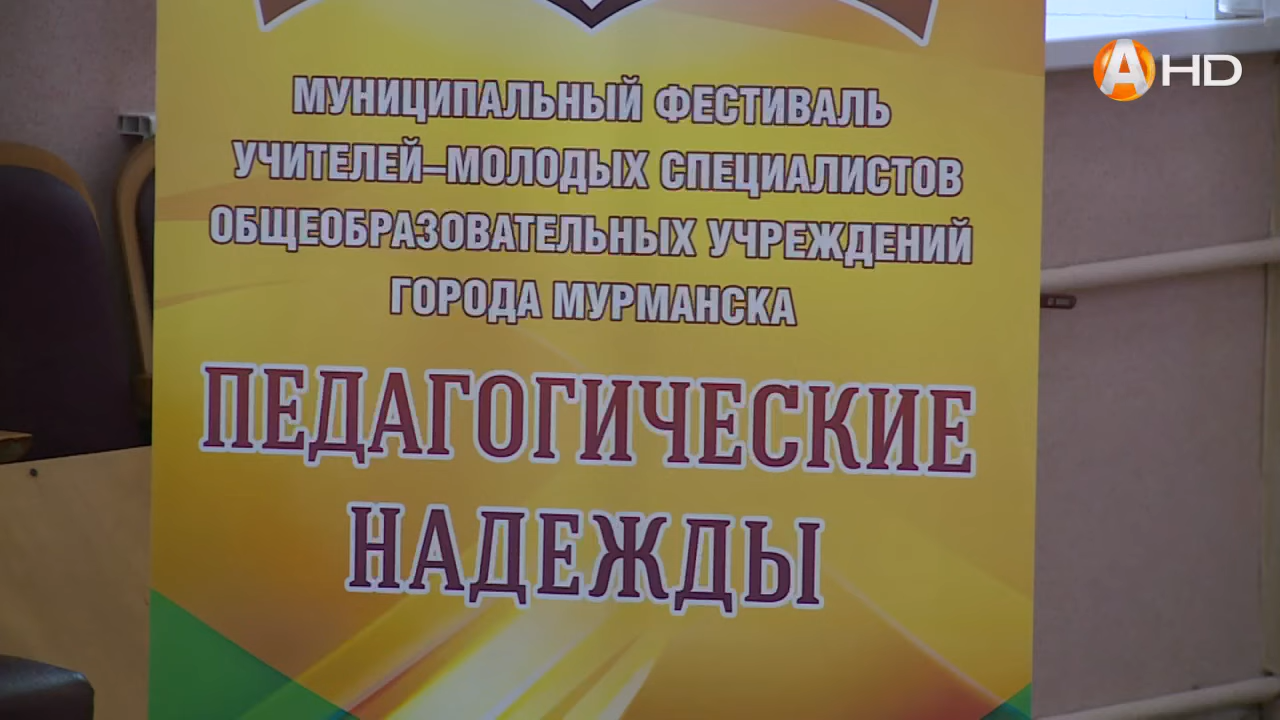 А HD
МУНИЦИПАЛЬНЫЙ ФЕСТИВАЛЬ
УЧИТЕЛЕЙ–МОЛОДЫХ СПЕЦИАЛИСТОВ
ОБЩЕОБРАЗОВАТЕЛЬНЫХ УЧРЕЖДЕНИЙ
ГОРОДА МУРМАНСКА
ПЕДАГОГИЧЕСКИЕ
НАДЕЖДЫ